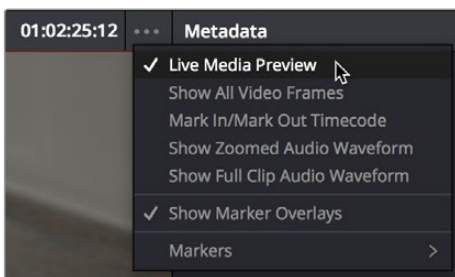 01:02:25:12 ••• Metadata
✓ Live Media Preview
Show All Video Frames
Mark In/Mark Out Timecode
Show Zoomed Audio Waveform
Show Full Clip Audio Waveform
✓ Show Marker Overlays
Markers >